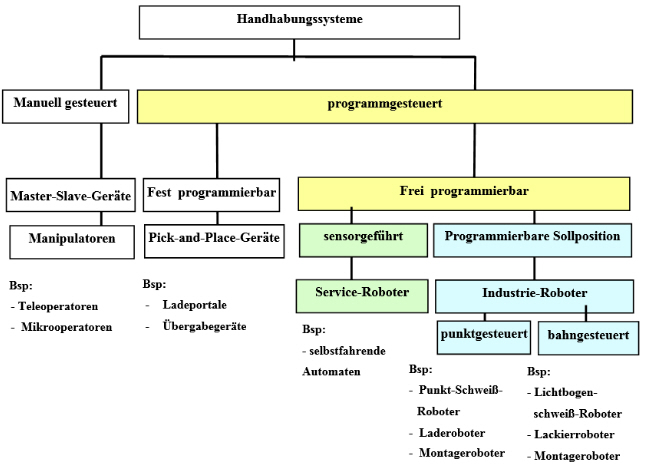 Handhabungssysteme
Manuell gesteuert
programmgesteuert
Master-Slave-Geräte
Fest programmierbar
Frei programmierbar
Manipulatoren
Pick-and-Place-Geräte
sensorgeführt
Programmierbare Sollposition
Bsp:
- Teleoperatoren
- Mikrooperatoren
Bsp:
- Ladeportale
- Übergabegeräte
Service-Roboter
Industrie-Roboter
Bsp:
- selbstfahrende
Automaten
punktgesteuert
bahngesteuert
Bsp:
- Punkt-Schweiß-
Roboter
- Laderoboter
- Montageroboter
Bsp:
- Lichtbogen-
schweiß-Roboter
- Lackierroboter
- Montageroboter